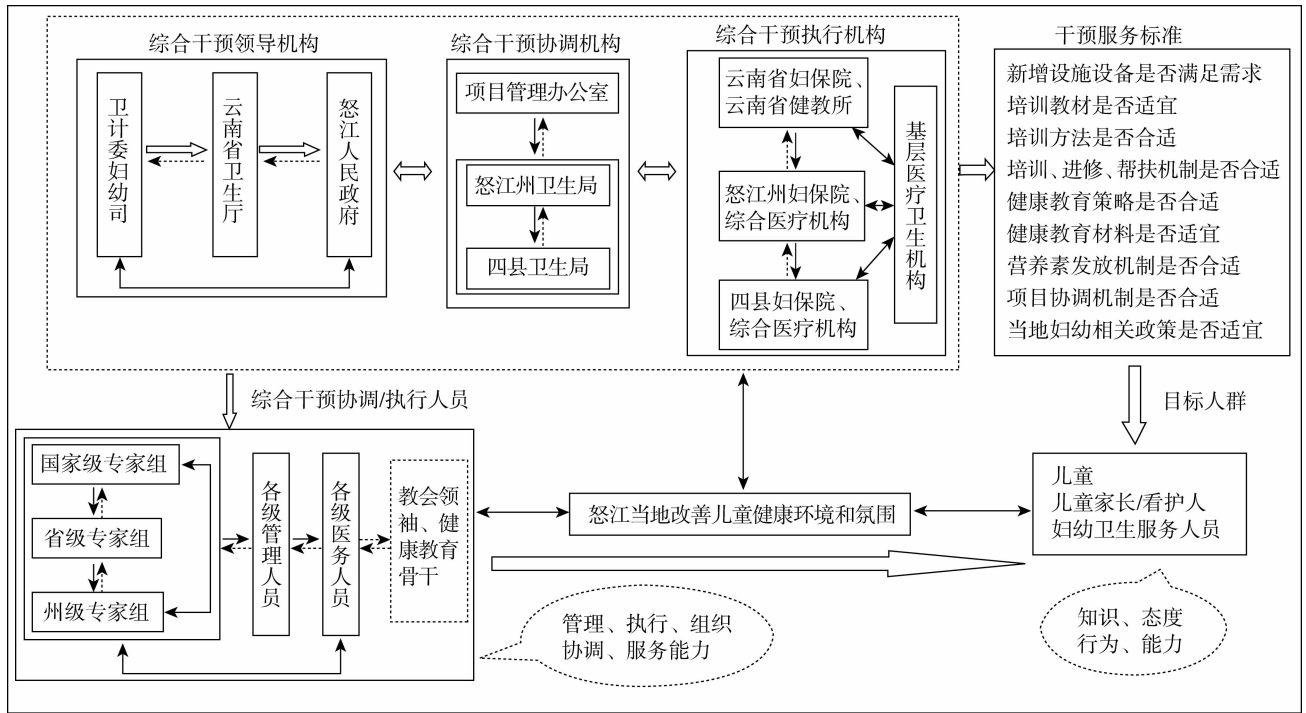 综合干预领导机构
卫计委妇幼司
云南省卫生厅
怒江人民政府
综合干预协调机构
项目管理办公室
怒江州卫生局
四县卫生局
综合干预执行机构
云南省妇保院、
云南省健教所
怒江州妇保院、
综合医疗机构
四县妇保院、
综合医疗机构
基层医疗卫生机构
干预服务标准
新增设施设备是否满足需求
培训教材是否适宜
培训方法是否合适
培训、进修、帮扶机制是否合适
健康教育策略是否合适
健康教育材料是否适宜
营养素发放机制是否合适
项目协调机制是否合适
当地妇幼相关政策是否适宜
综合干预协调/执行人员
国家级专家组
省级专家组
州级专家组
各级管理人员
各级医务人员
教会领
袖、健
康教育
骨干
怒江当地改善儿童健康环境和氛围
目标人群
儿童
儿童家长/看护人
妇幼卫生服务人员
管理、执行、组织
协调、服务能力
知识、态度
行为、能力